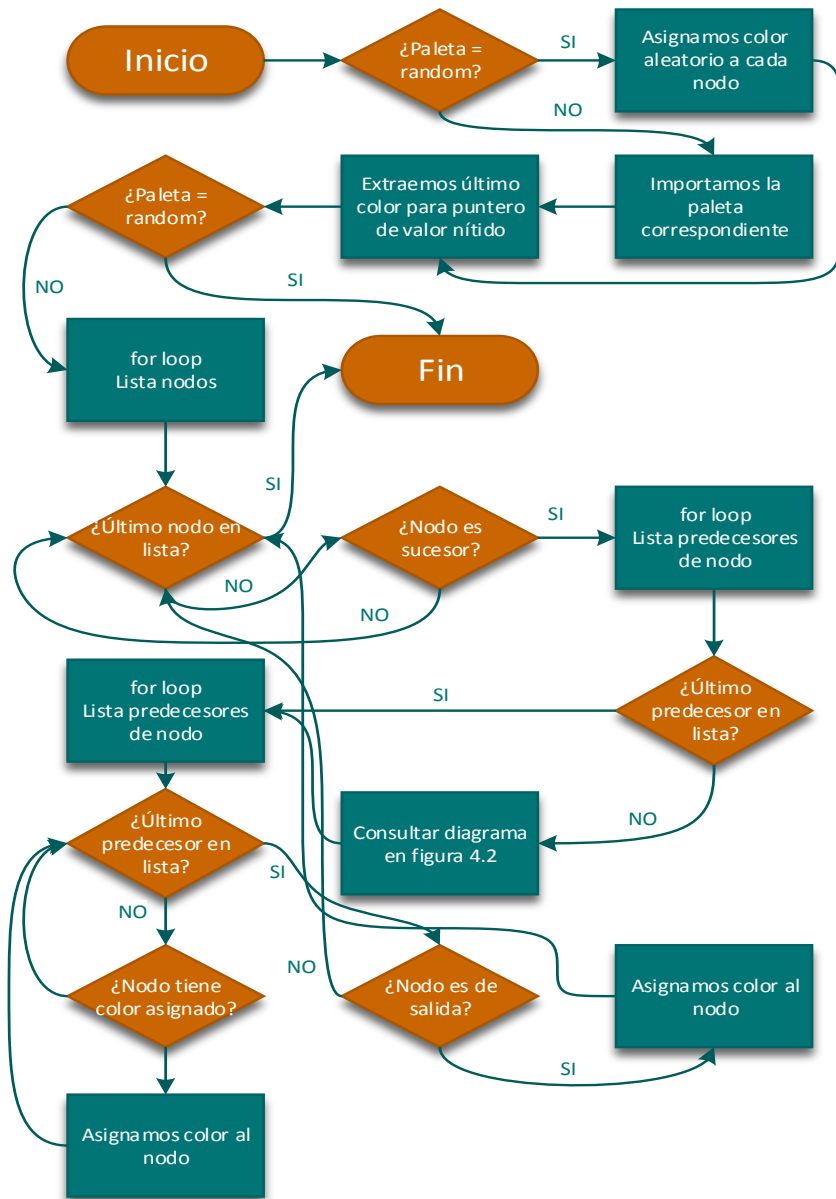 Inicio
¿Paleta =
random?
SI
Asignamos color
aleatorio a cada
nodo
NO
¿Paleta =
random?
Extraemos último
color para puntero
de valor nítido
Importamos la
paleta
correspondiente
NO
SI
for loop
Lista nodos
Fin
SI
¿Último nodo en
lista?
NO
¿Nodo es
sucesor?
SI
NO
for loop
Lista predecesores
de nodo
for loop
Lista predecesores
de nodo
SI
¿Último
predecesor en
lista?
NO
¿Último
predecesor en
lista?
SI
Consultar diagrama
en figura 4.2
NO
¿Nodo tiene
color asignado?
NO
¿Nodo es de
salida?
Asignamos color al
nodo
SI
Asignamos color al
nodo